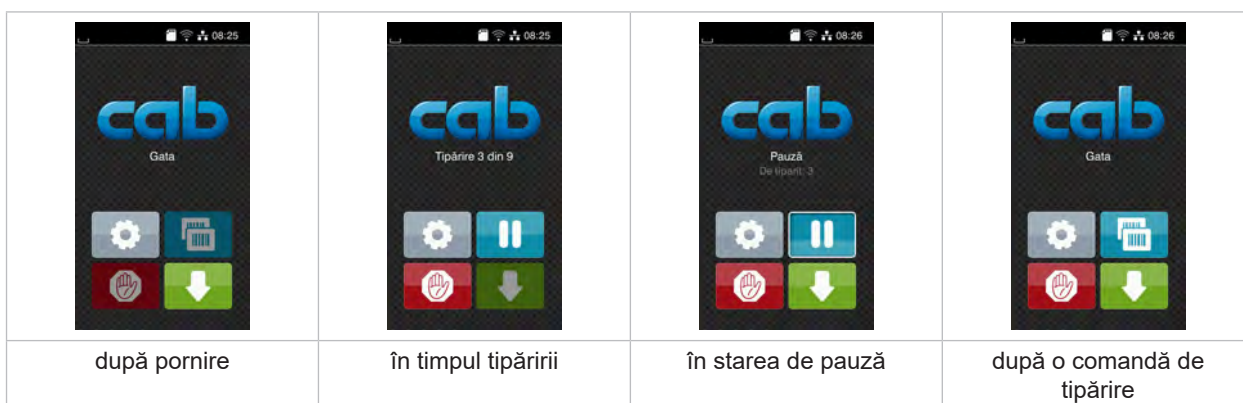 08:25
cab
Gata
08:25
cab
Tipărire 3 din 9
08:26
cab
Pauză
De tipărit: 3
08:26
cab
Gata
după pornire
în timpul tipăririi
în starea de pauză
după o comandă de
tipărire